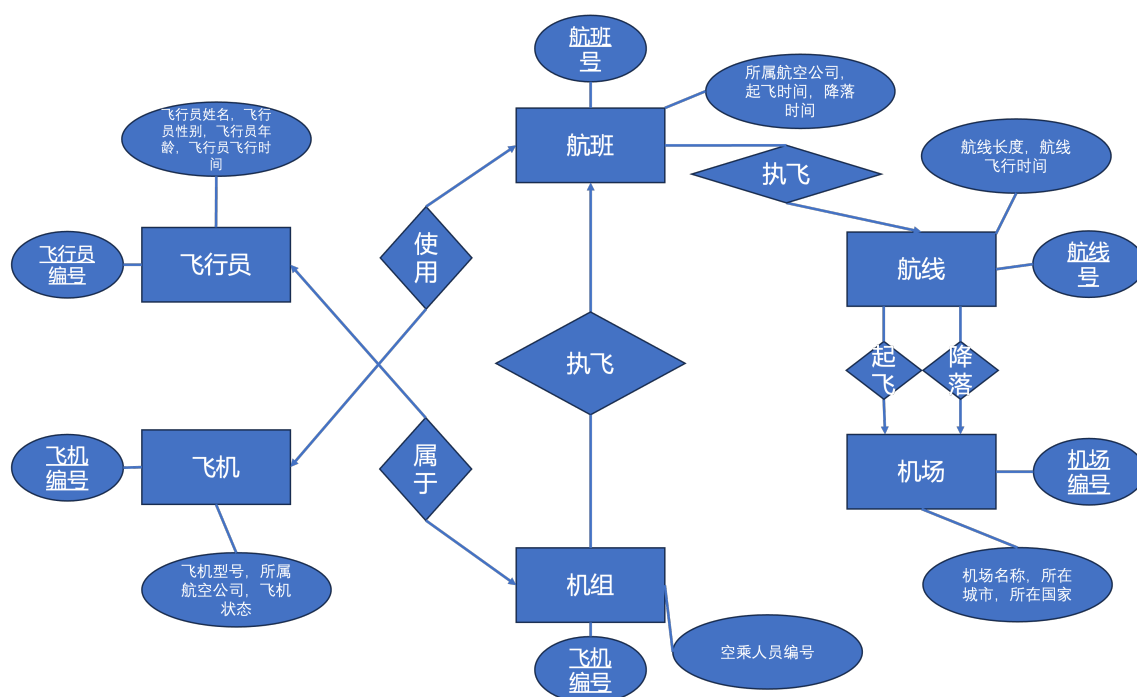 航班
号
所属航空公司，
起飞时间，降落
时间
飞行员姓名，飞行
员性别，飞行员年
龄，飞行员飞行时
间
航班
执飞
航线长度，航线
飞行时间
飞行员
编号
飞行员
使
用
航线
航线
号
执飞
起
飞
降
落
飞机
编号
飞机
属
于
机场
机场
编号
飞机型号，所属
航空公司，飞机
状态
机组
机场名称，所在
城市，所在国家
飞机
编号
空乘人员编号